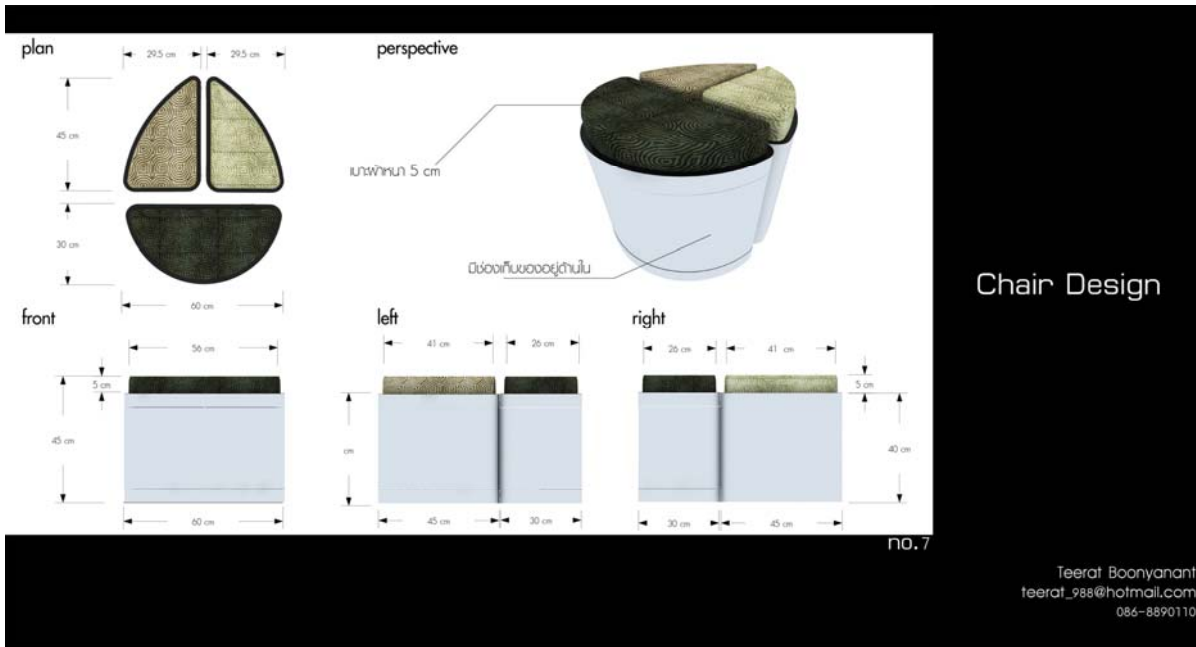 plan
29.5 cm
29.5 cm
45 cm
30 cm
60 cm
perspective
เบาะผ้าหนา 5 cm
มีช่องเก็บของอยู่ด้านใน
front
56 cm
5 cm
45 cm
60 cm
left
41 cm
26 cm
cm
45 cm
30 cm
right
26 cm
41 cm
5 cm
40 cm
30 cm
45 cm
no.7
Chair Design
Teerat Boonyanant
teerat_988@hotmail.com
086-8890110